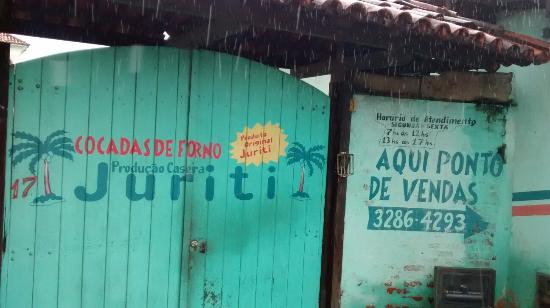 COCADAS DE FORNO
Produção Caseira
Juriti
Produto
Original
Juriti
17
Horario de Atendimento
SEGUNDA A SEXTA
7hs as 12hs
13hs as 17hs
AQUI PONTO
DE VENDAS
3286-4293